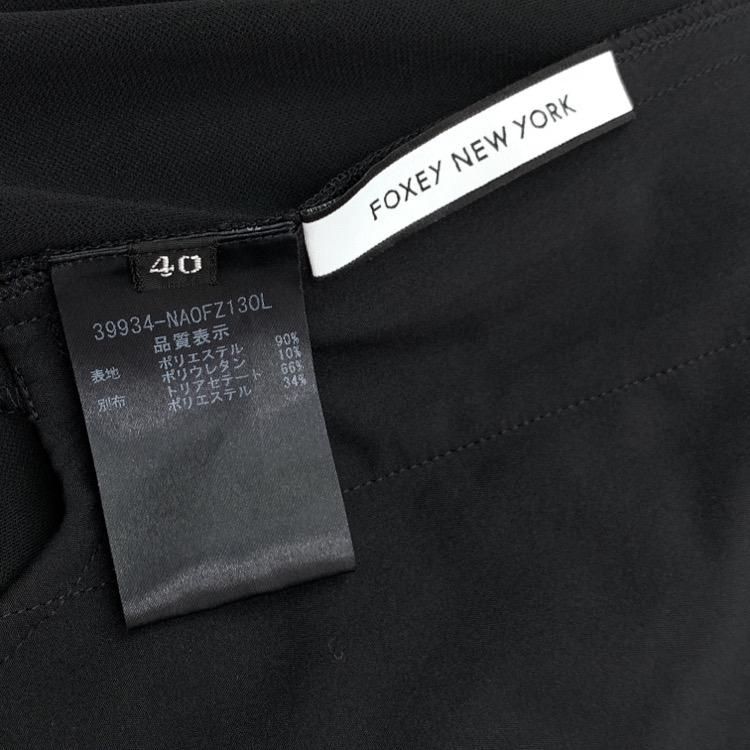 FOXEY NEW YORK
40
39934-NAOFZ130L
品質表示
表地 ポリエステル 90%
ポリウレタン 10%
別布 トリアセテート 66%
ポリエステル 34%